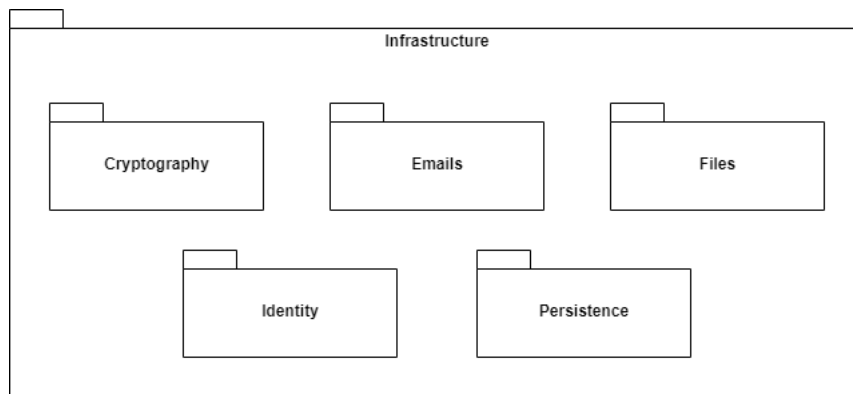 Infrastructure
Cryptography
Emails
Files
Identity
Persistence